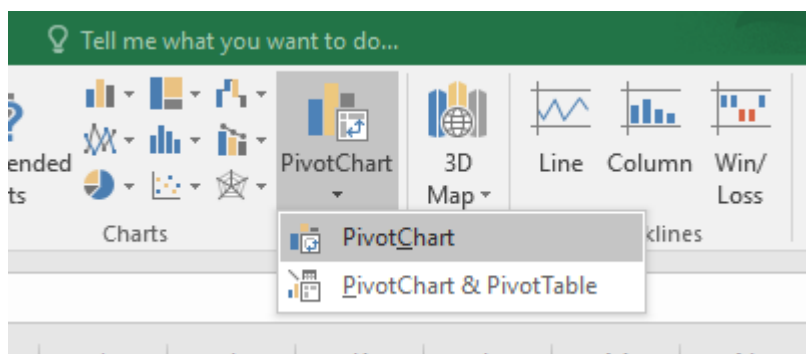 Tell me what you want to do...
ended
ts
PivotChart
3D
Map
Line
Column
Win/
Loss
Charts
klines
PivotChart
PivotChart & PivotTable